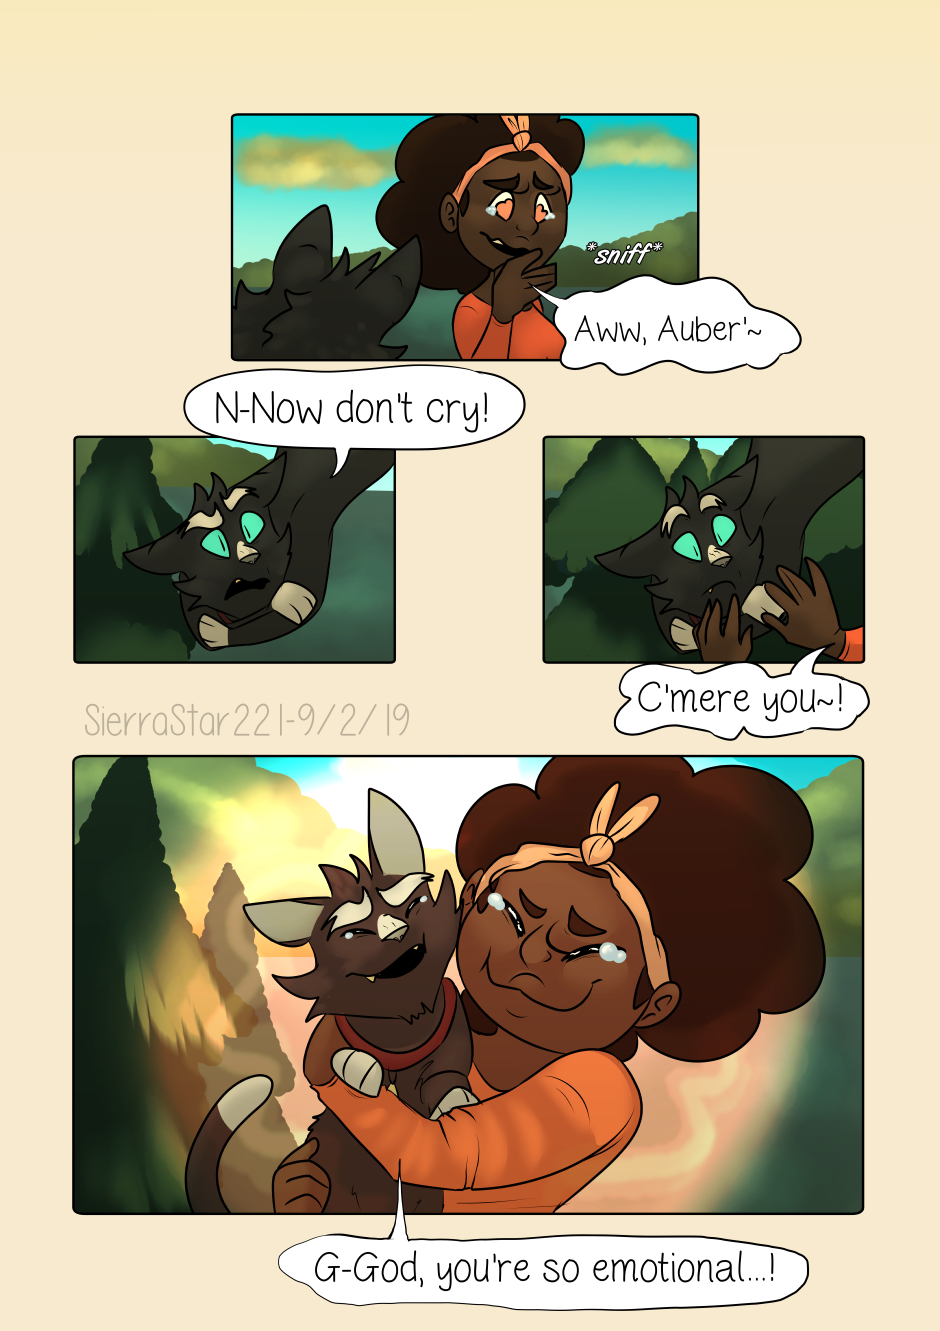 *sniff*
Aww, Auber'~
N-Now don't cry!
C'mere you~!
SierraStar221-9/2/19
G-God, you're so emotional...!